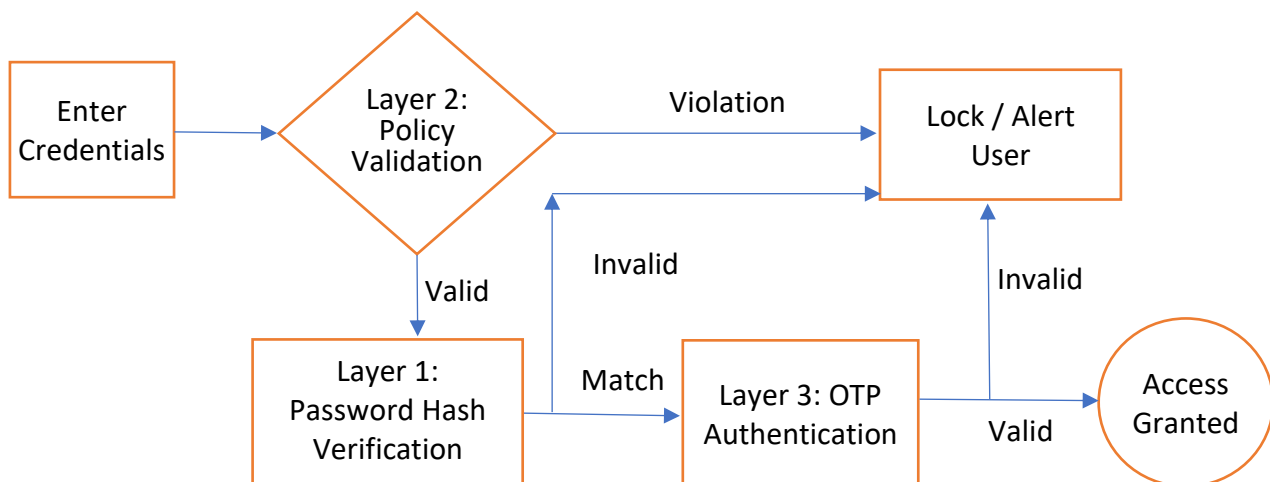 Enter
Credentials
Layer 2:
Policy
Validation
Violation
Lock / Alert
User
Invalid
Invalid
Valid
Layer 1:
Password Hash
Verification
Match
Layer 3: OTP
Authentication
Valid
Access
Granted